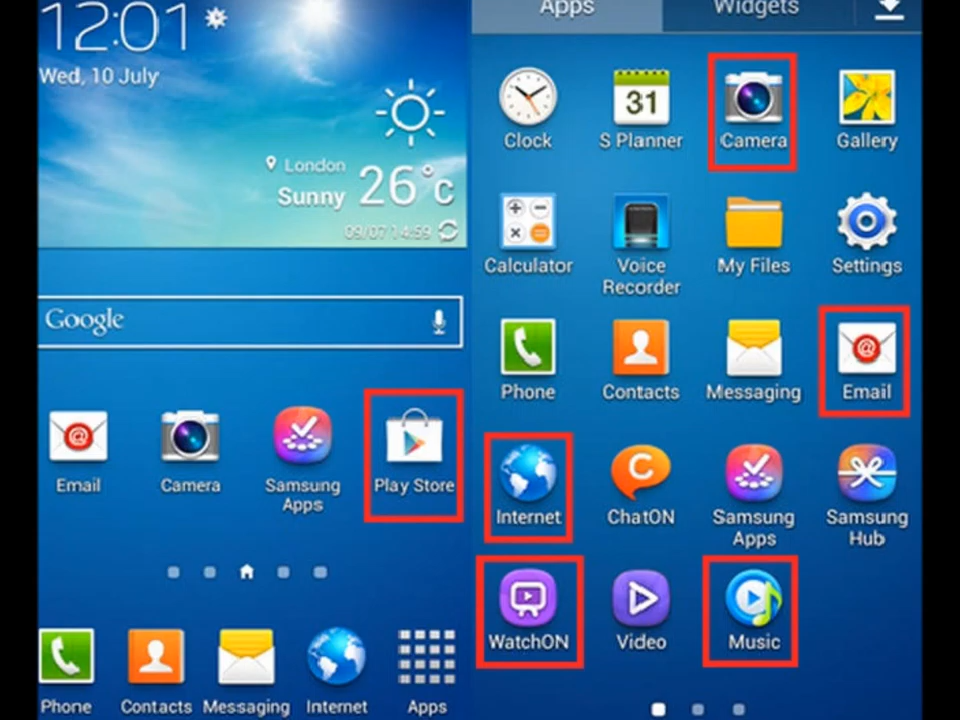 12:01
Wed, 10 July
London
Sunny 26°c
09/07 14:59
Google
Email Camera Samsung Apps Play Store
Phone Contacts Messaging Internet Apps
Apps Widgets
Clock S Planner 31 Camera Gallery
Calculator Voice Recorder My Files Settings
Phone Contacts Messaging Email
Internet ChatON Samsung Apps Samsung Hub
WatchON Video Music